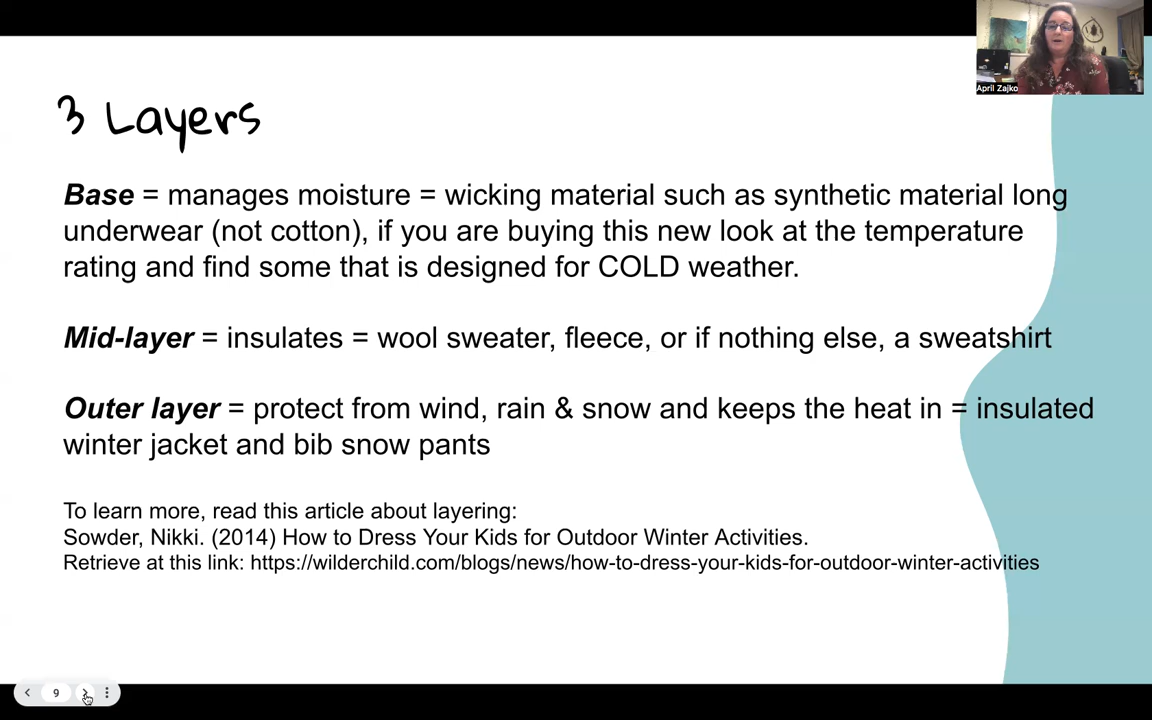 April Zajko
3 Layers
Base = manages moisture = wicking material such as synthetic material long
underwear (not cotton), if you are buying this new look at the temperature
rating and find some that is designed for COLD weather.
Mid-layer = insulates = wool sweater, fleece, or if nothing else, a sweatshirt
Outer layer = protect from wind, rain & snow and keeps the heat in = insulated
winter jacket and bib snow pants
To learn more, read this article about layering:
Sowder, Nikki. (2014) How to Dress Your Kids for Outdoor Winter Activities.
Retrieve at this link: https://wilderchild.com/blogs/news/how-to-dress-your-kids-for-outdoor-winter-activities
9